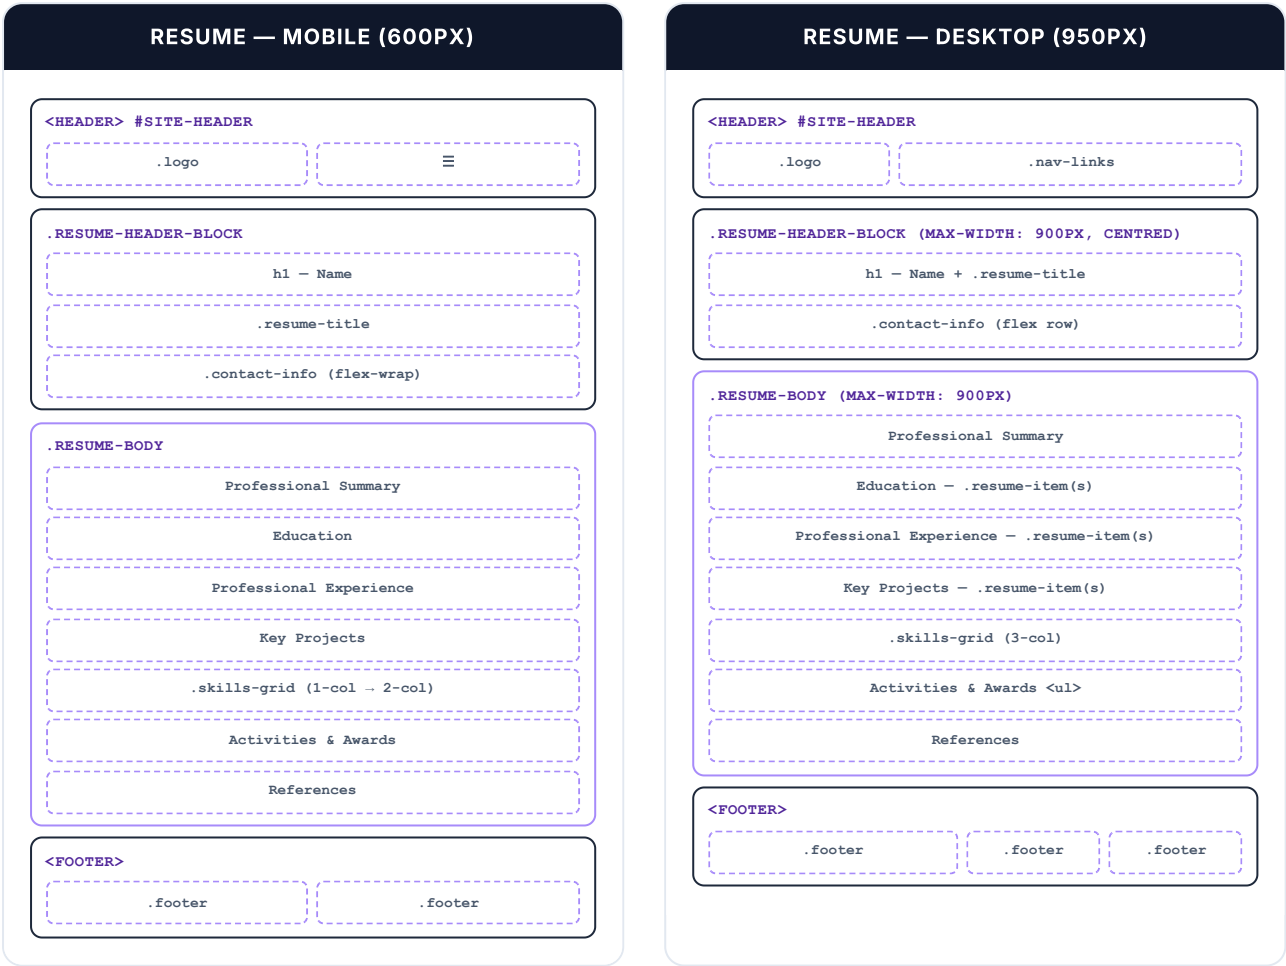 RESUME — MOBILE (600PX)
<HEADER> #SITE-HEADER
.logo
☰
.RESUME-HEADER-BLOCK
h1 — Name
.resume-title
.contact-info (flex-wrap)
.RESUME-BODY
Professional Summary
Education
Professional Experience
Key Projects
.skills-grid (1-col → 2-col)
Activities & Awards
References
<FOOTER>
.footer
.footer
RESUME — DESKTOP (950PX)
<HEADER> #SITE-HEADER
.logo
.nav-links
.RESUME-HEADER-BLOCK (MAX-WIDTH: 900PX, CENTRED)
h1 — Name + .resume-title
.contact-info (flex row)
.RESUME-BODY (MAX-WIDTH: 900PX)
Professional Summary
Education — .resume-item(s)
Professional Experience — .resume-item(s)
Key Projects — .resume-item(s)
.skills-grid (3-col)
Activities & Awards <ul>
References
<FOOTER>
.footer
.footer
.footer